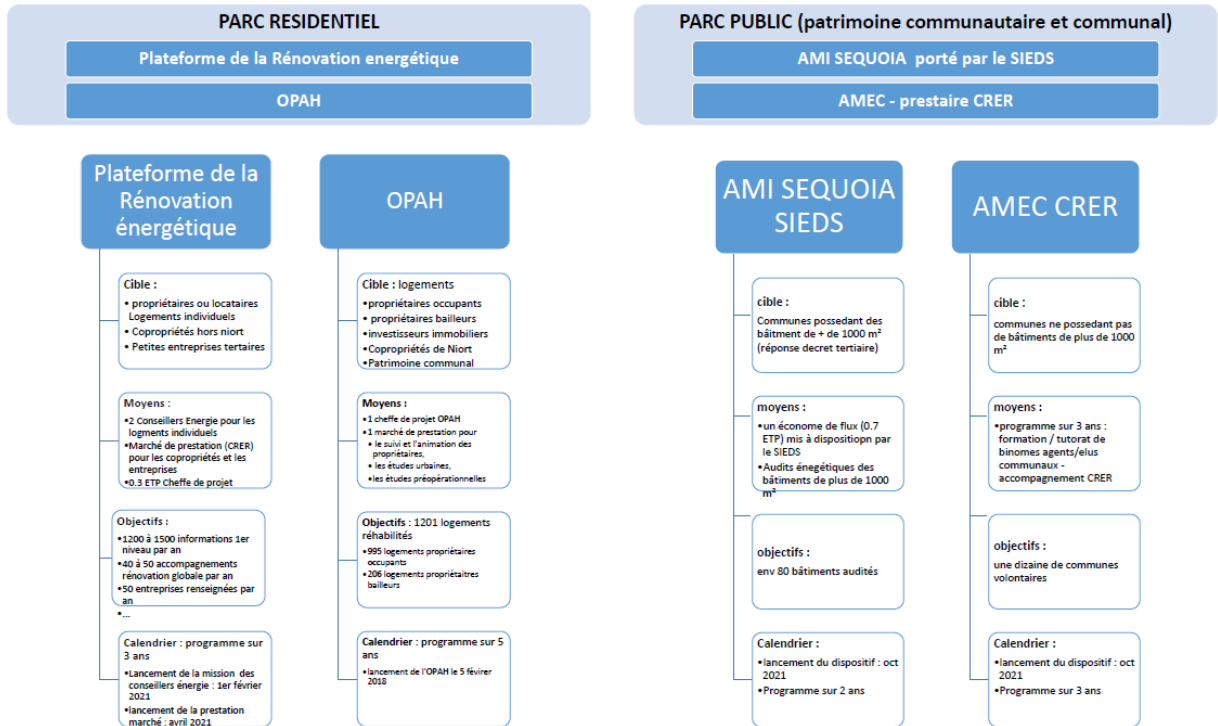 PARC RESIDENTIEL
Plateforme de la Rénovation energétique
OPAH
PARC PUBLIC (patrimoine communautaire et communal)
AMI SEQUOIA porté par le SIEDS
AMEC - prestaire CRER
Plateforme de la
Rénovation
énergétique
Cible :
• propriétaires ou locataires
Logements individuels
• Copropriétés hors niort
• Petites entreprises tertaires
Moyens :
•2 Conseillers Energie pour les
logments individuels
•Marché de prestation (CRER)
pour les copropriétés et les
entreprises
•0.3 ETP Cheffe de projet
Objectifs :
•1200 à 1500 informations 1er
niveau par an
•40 à 50 accompagnements
rénovation globale par an
•50 entreprises renseignées par
an
•...
Calendrier : programme sur
3 ans
•Lancement de la mission des
conseillers énergie : 1er février
2021
•lancement de la prestation
marché : avril 2021
OPAH
Cible : logements
•propriétaires occupants
• propriétaires bailleurs
•investisseurs immobiliers
•Copropriétés de Niort
•Patrimoine communal
Moyens :
•1 cheffe de projet OPAH
•1 marché de prestation pour
• le suivi et l'animation des
propriétaires,
• les études urbaines,
•les études préopérationnelles
Objectifs : 1201 logements
réhabilités
•995 logements propriétaires
occupants
•206 logements propriétaitres
bailleurs
Calendrier : programme sur 5
ans
•lancement de l'OPAH le 5 févirer
2018
AMI SEQUOIA
SIEDS
cible :
Communes possedant des
bâitment de + de 1000 m²
(réponse decret tertiaire)
moyens :
•un économe de flux (0.7
ETP) mis à dispositiopn par
le SIEDS
•Audits énegétiques des
bâtiments de plus de 1000
m²
objectifs :
env 80 bâtiments audités
Calendrier :
•lancement du dispositif : oct
2021
•Programme sur 2 ans
AMEC CRER
cible :
communes ne possedant pas
de bâtiments de plus de 1000
m²
moyens :
•programme sur 3 ans :
formation / tutorat de
binomes agents/elus
communaux -
accompagnement CRER
objectifs :
une dizaine de communes
volontaires
Calendrier :
•lancement du dispositif : oct
2021
•Programme sur 3 ans